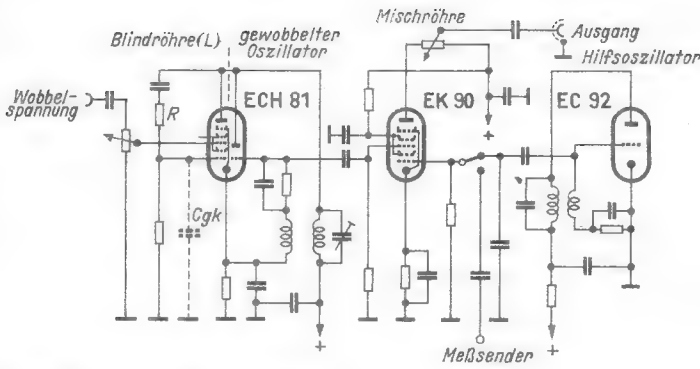 Mischröhre
Blindröhre(L)
gewobbelter
Oszillator
Ausgang
Hilfsoszillator
Wobbel-
spannung
R
ECH 81
EK 90
EC 92
Cgk
+
+
+
Meßsender